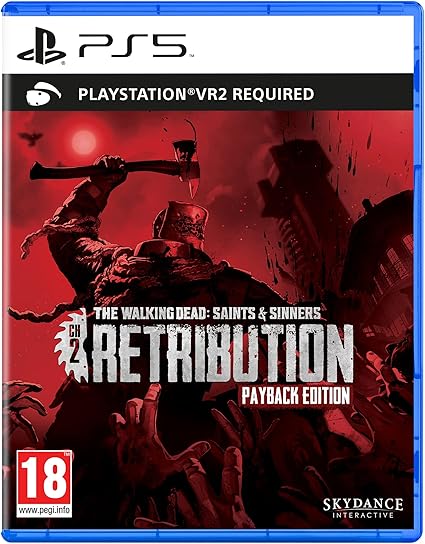 PS5
PLAYSTATION®VR2 REQUIRED
THE WALKING DEAD: SAINTS & SINNERS
CH 2
RETRIBUTION
PAYBACK EDITION
18
www.pegi.info
SKYDANCE
INTERACTIVE